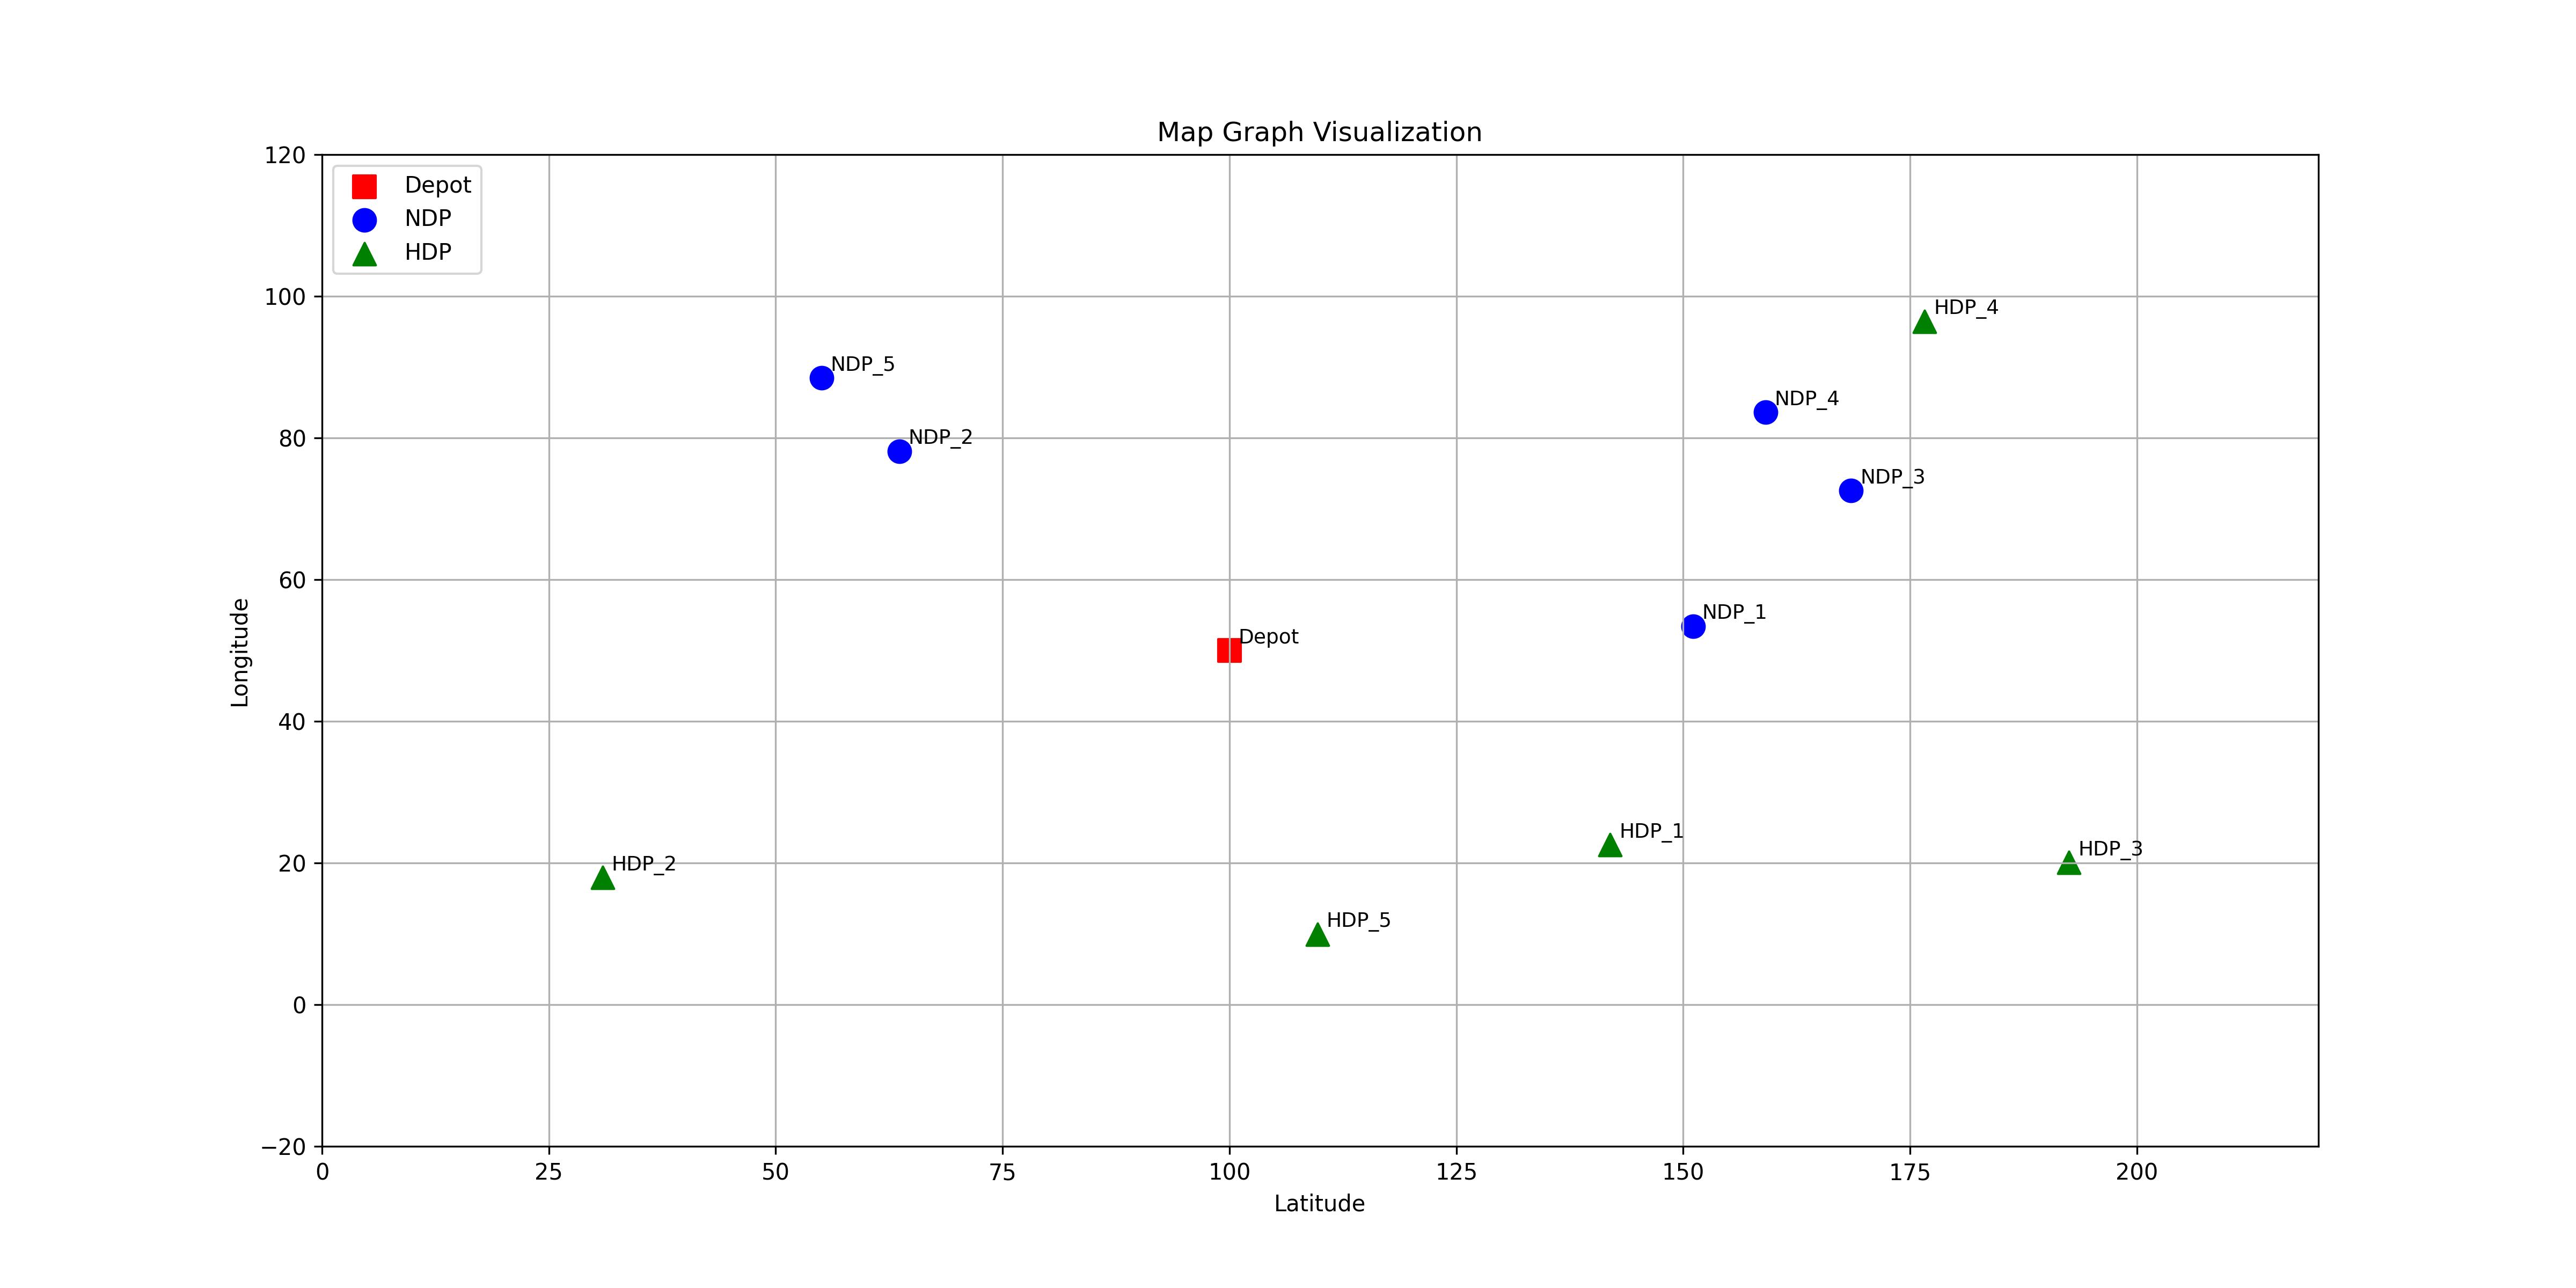 Map Graph Visualization
120
100
80
60
40
20
0
−20
Longitude
Depot
NDP
HDP
HDP_4
NDP_5
NDP_4
NDP_2
NDP_3
NDP_1
Depot
HDP_1
HDP_3
HDP_2
HDP_5
0 25 50 75 100 125 150 175 200
Latitude